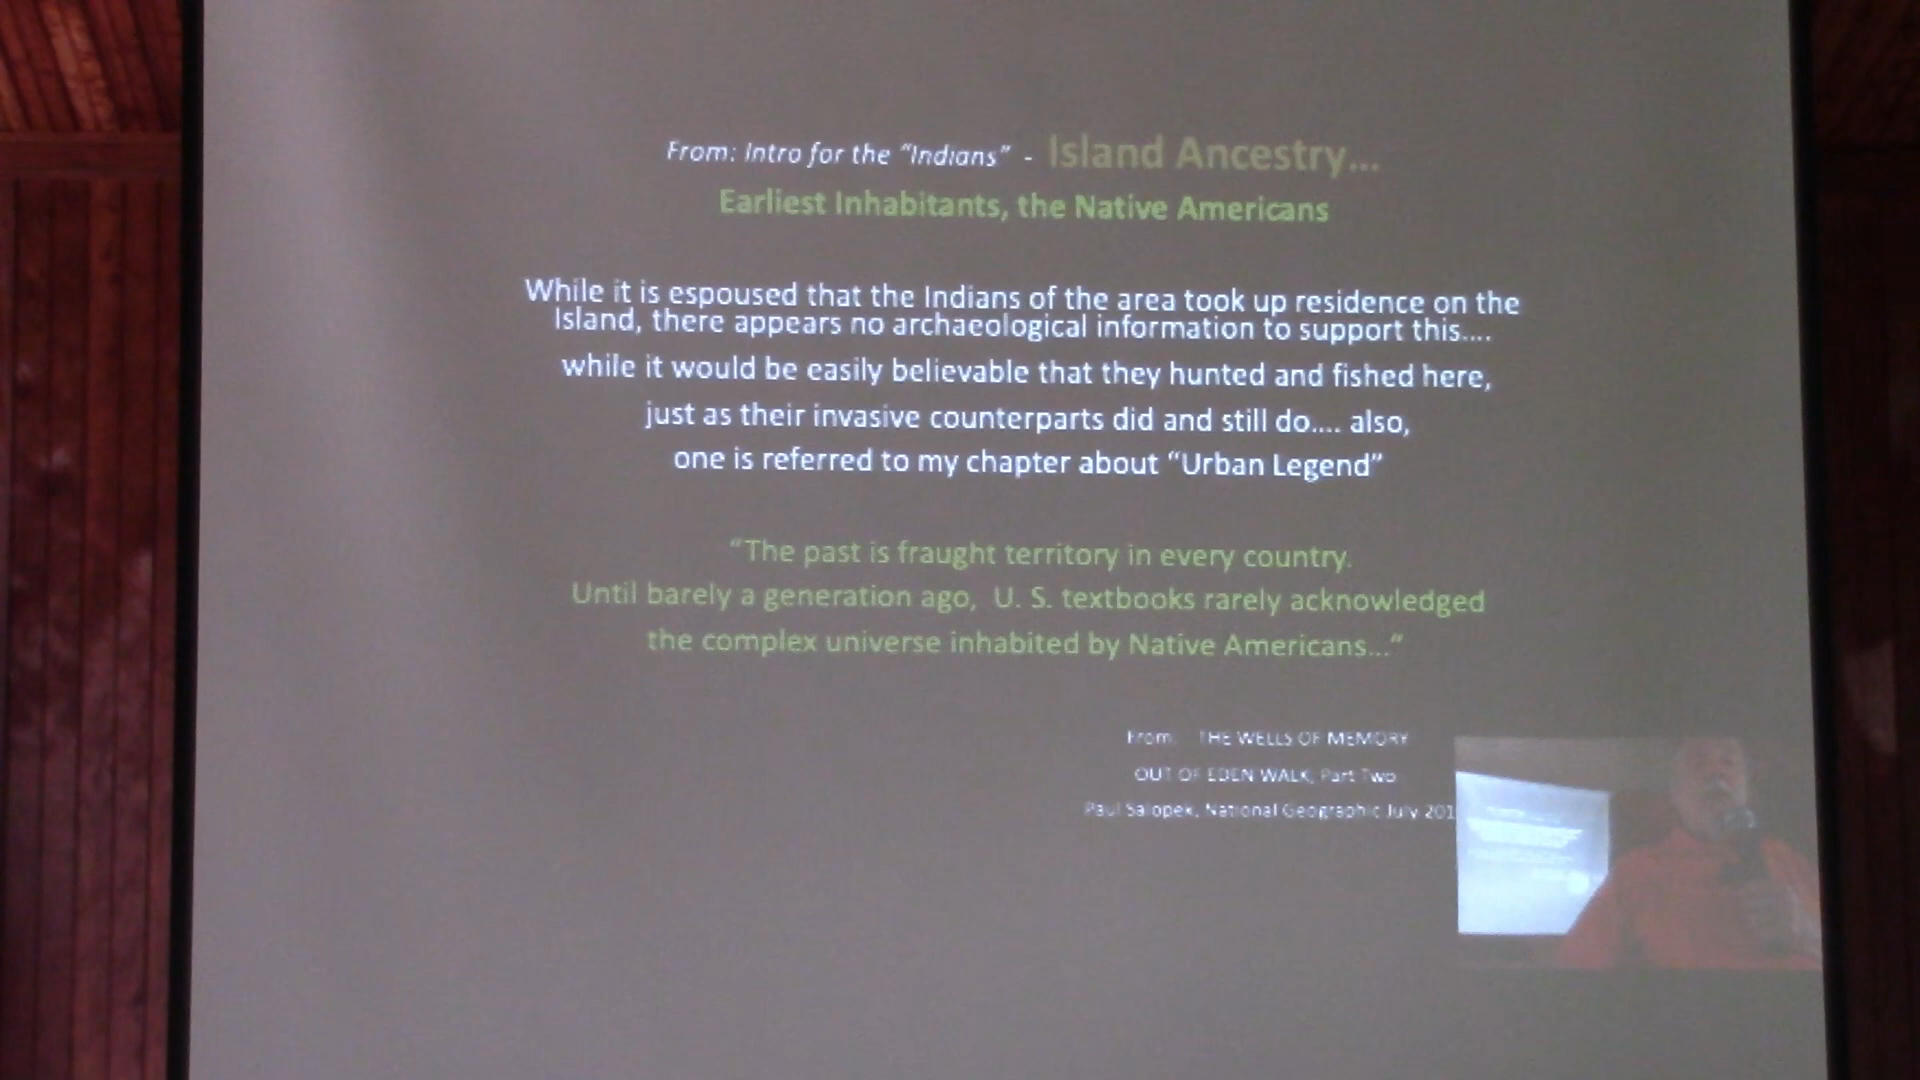 From: Intro for the “Indians” - Island Ancestry...
Earliest Inhabitants, the Native Americans
While it is espoused that the Indians of the area took up residence on the
Island, there appears no archaeological information to support this....
while it would be easily believable that they hunted and fished here,
just as their invasive counterparts did and still do.... also,
one is referred to my chapter about “Urban Legend”
“The past is fraught territory in every country.
Until barely a generation ago, U. S. textbooks rarely acknowledged
the complex universe inhabited by Native Americans...“
From: THE WELLS OF MEMORY
OUT OF EDEN WALK, Part Two
Paul Salopek, National Geographic July 201